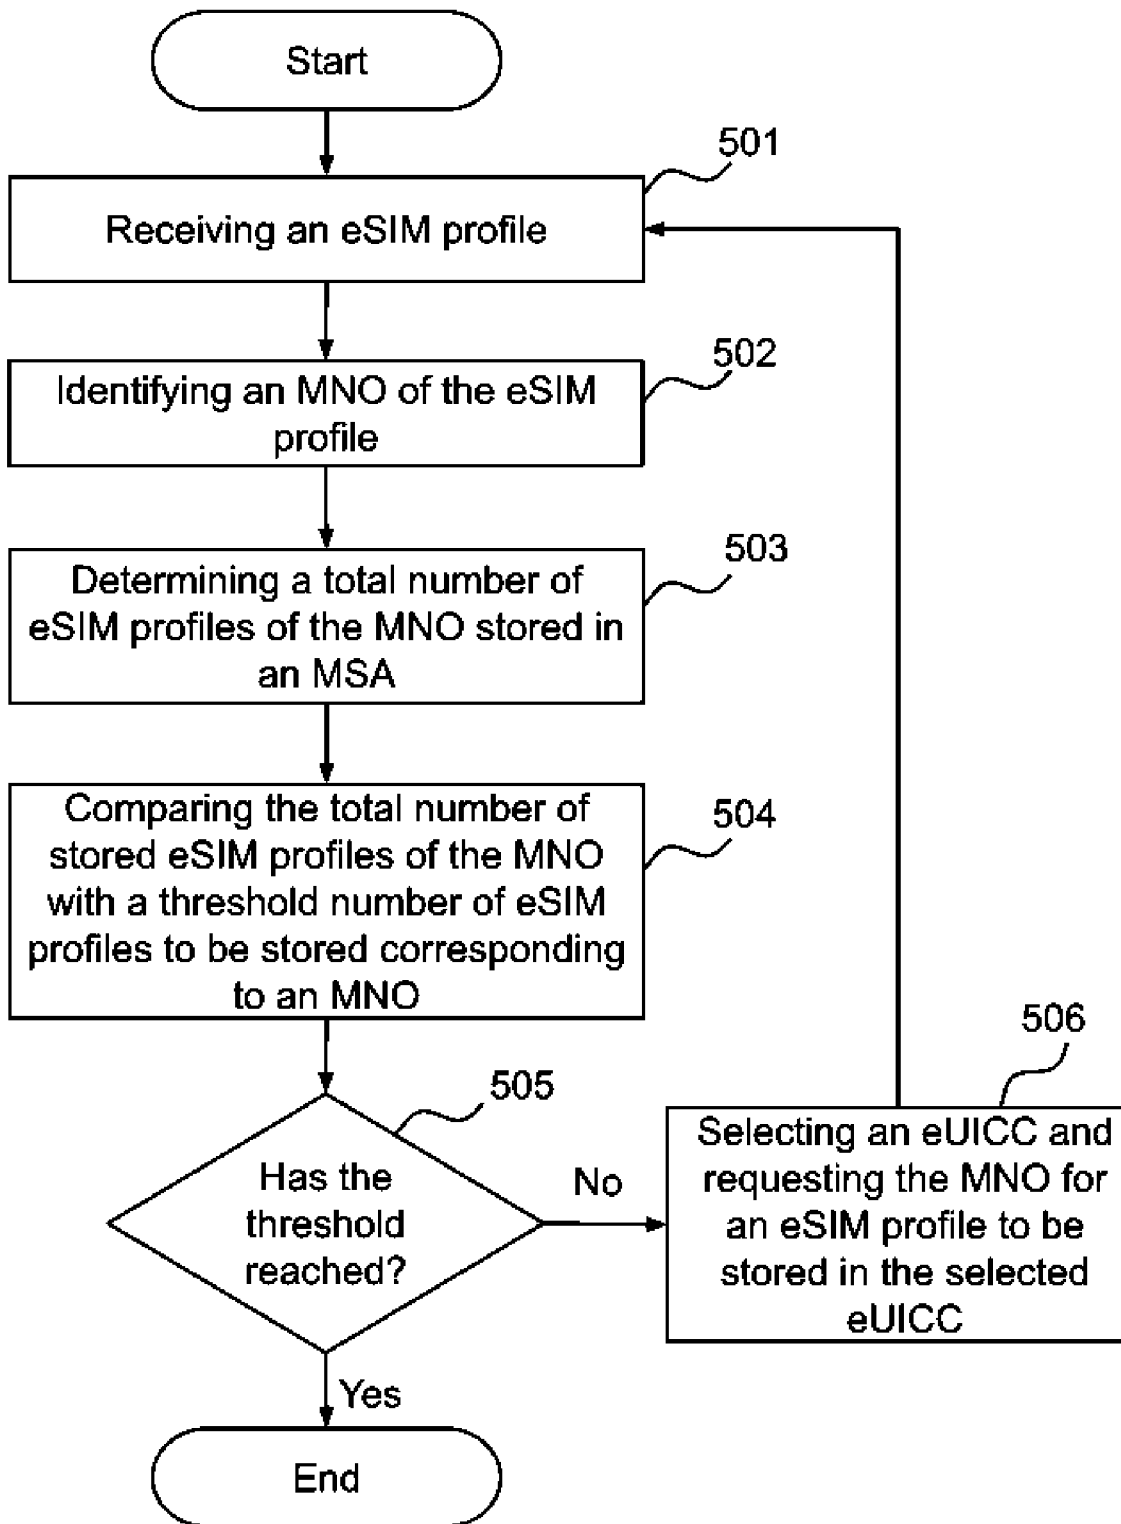 Start
501
Receiving an eSIM profile
502
Identifying an MNO of the eSIM
profile
503
Determining a total number of
eSIM profiles of the MNO stored in
an MSA
504
Comparing the total number of
stored eSIM profiles of the MNO
with a threshold number of eSIM
profiles to be stored corresponding
to an MNO
505
Has the
threshold
reached?
No
506
Selecting an eUICC and
requesting the MNO for
an eSIM profile to be
stored in the selected
eUICC
Yes
End